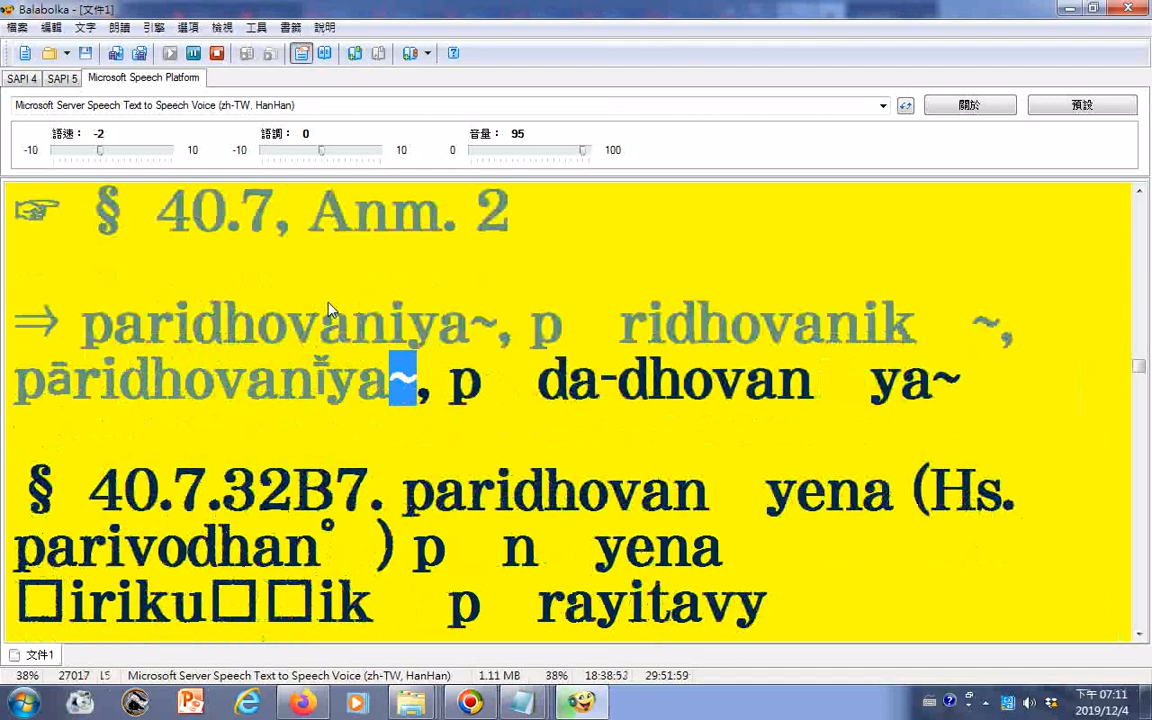 Balabolka - [文件1]
檔案 編輯 文字 朗讀 引擎 選項 檢視 工具 書籤 說明
SAPI 4 SAPI 5 Microsoft Speech Platform
Microsoft Server Speech Text to Speech Voice (zh-TW, HanHan) 關於 預設
語速： -2 語調： 0 音量： 95
-10 10 -10 10 0 100
☞ § 40.7, Anm. 2
⇒ paridhovaniya~, p ridhovanik ~,
pāridhovanīya~, p da-dhovan ya~
§ 40.7.32B7. paridhovan yena (Hs.
parivodhan° ) p n yena
□iriku□□ik p rayitavy
文件1
38% 27017 Microsoft Server Speech Text to Speech Voice (zh-TW, HanHan) 1.11 MB 38% 18:38:53 29:51:59
下午 07:11
2019/12/4